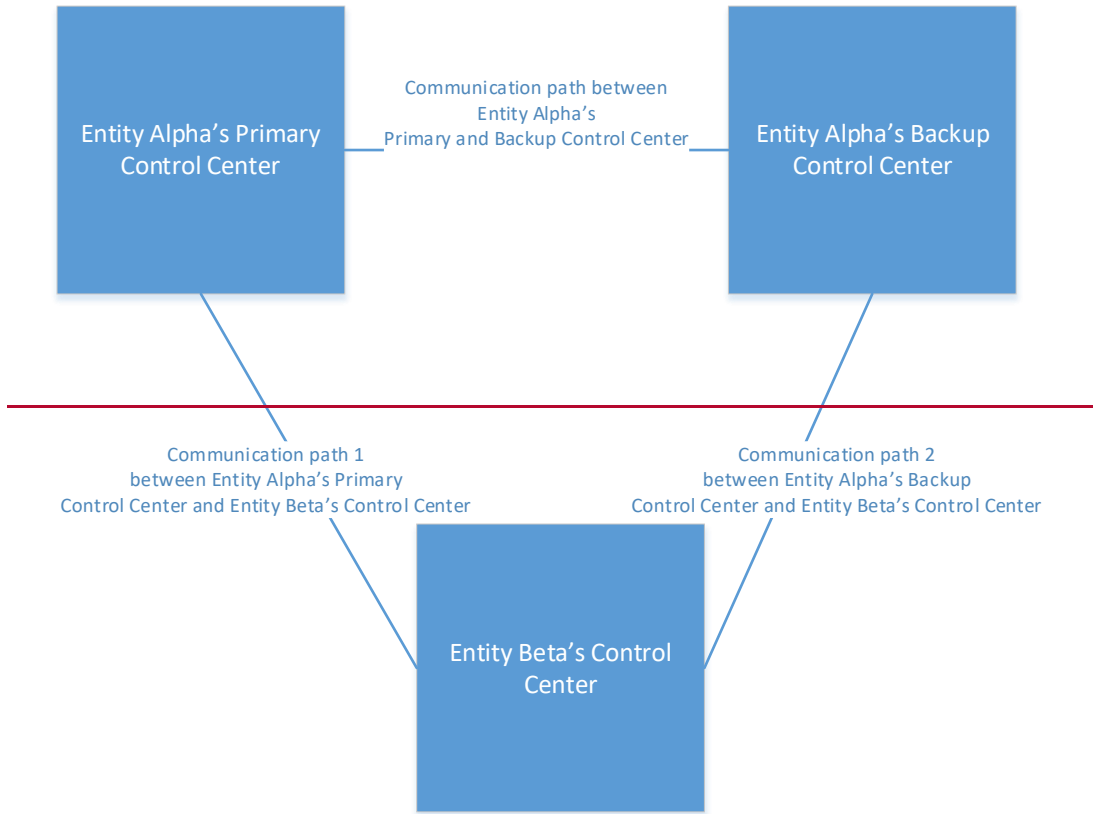 Communication path between
Entity Alpha's
Primary and Backup Control Center
Entity Alpha's Primary
Control Center
Entity Alpha's Backup
Control Center
Communication path 1
between Entity Alpha's Primary
Control Center and Entity Beta's Control Center
Communication path 2
between Entity Alpha's Backup
Control Center and Entity Beta's Control Center
Entity Beta's Control
Center